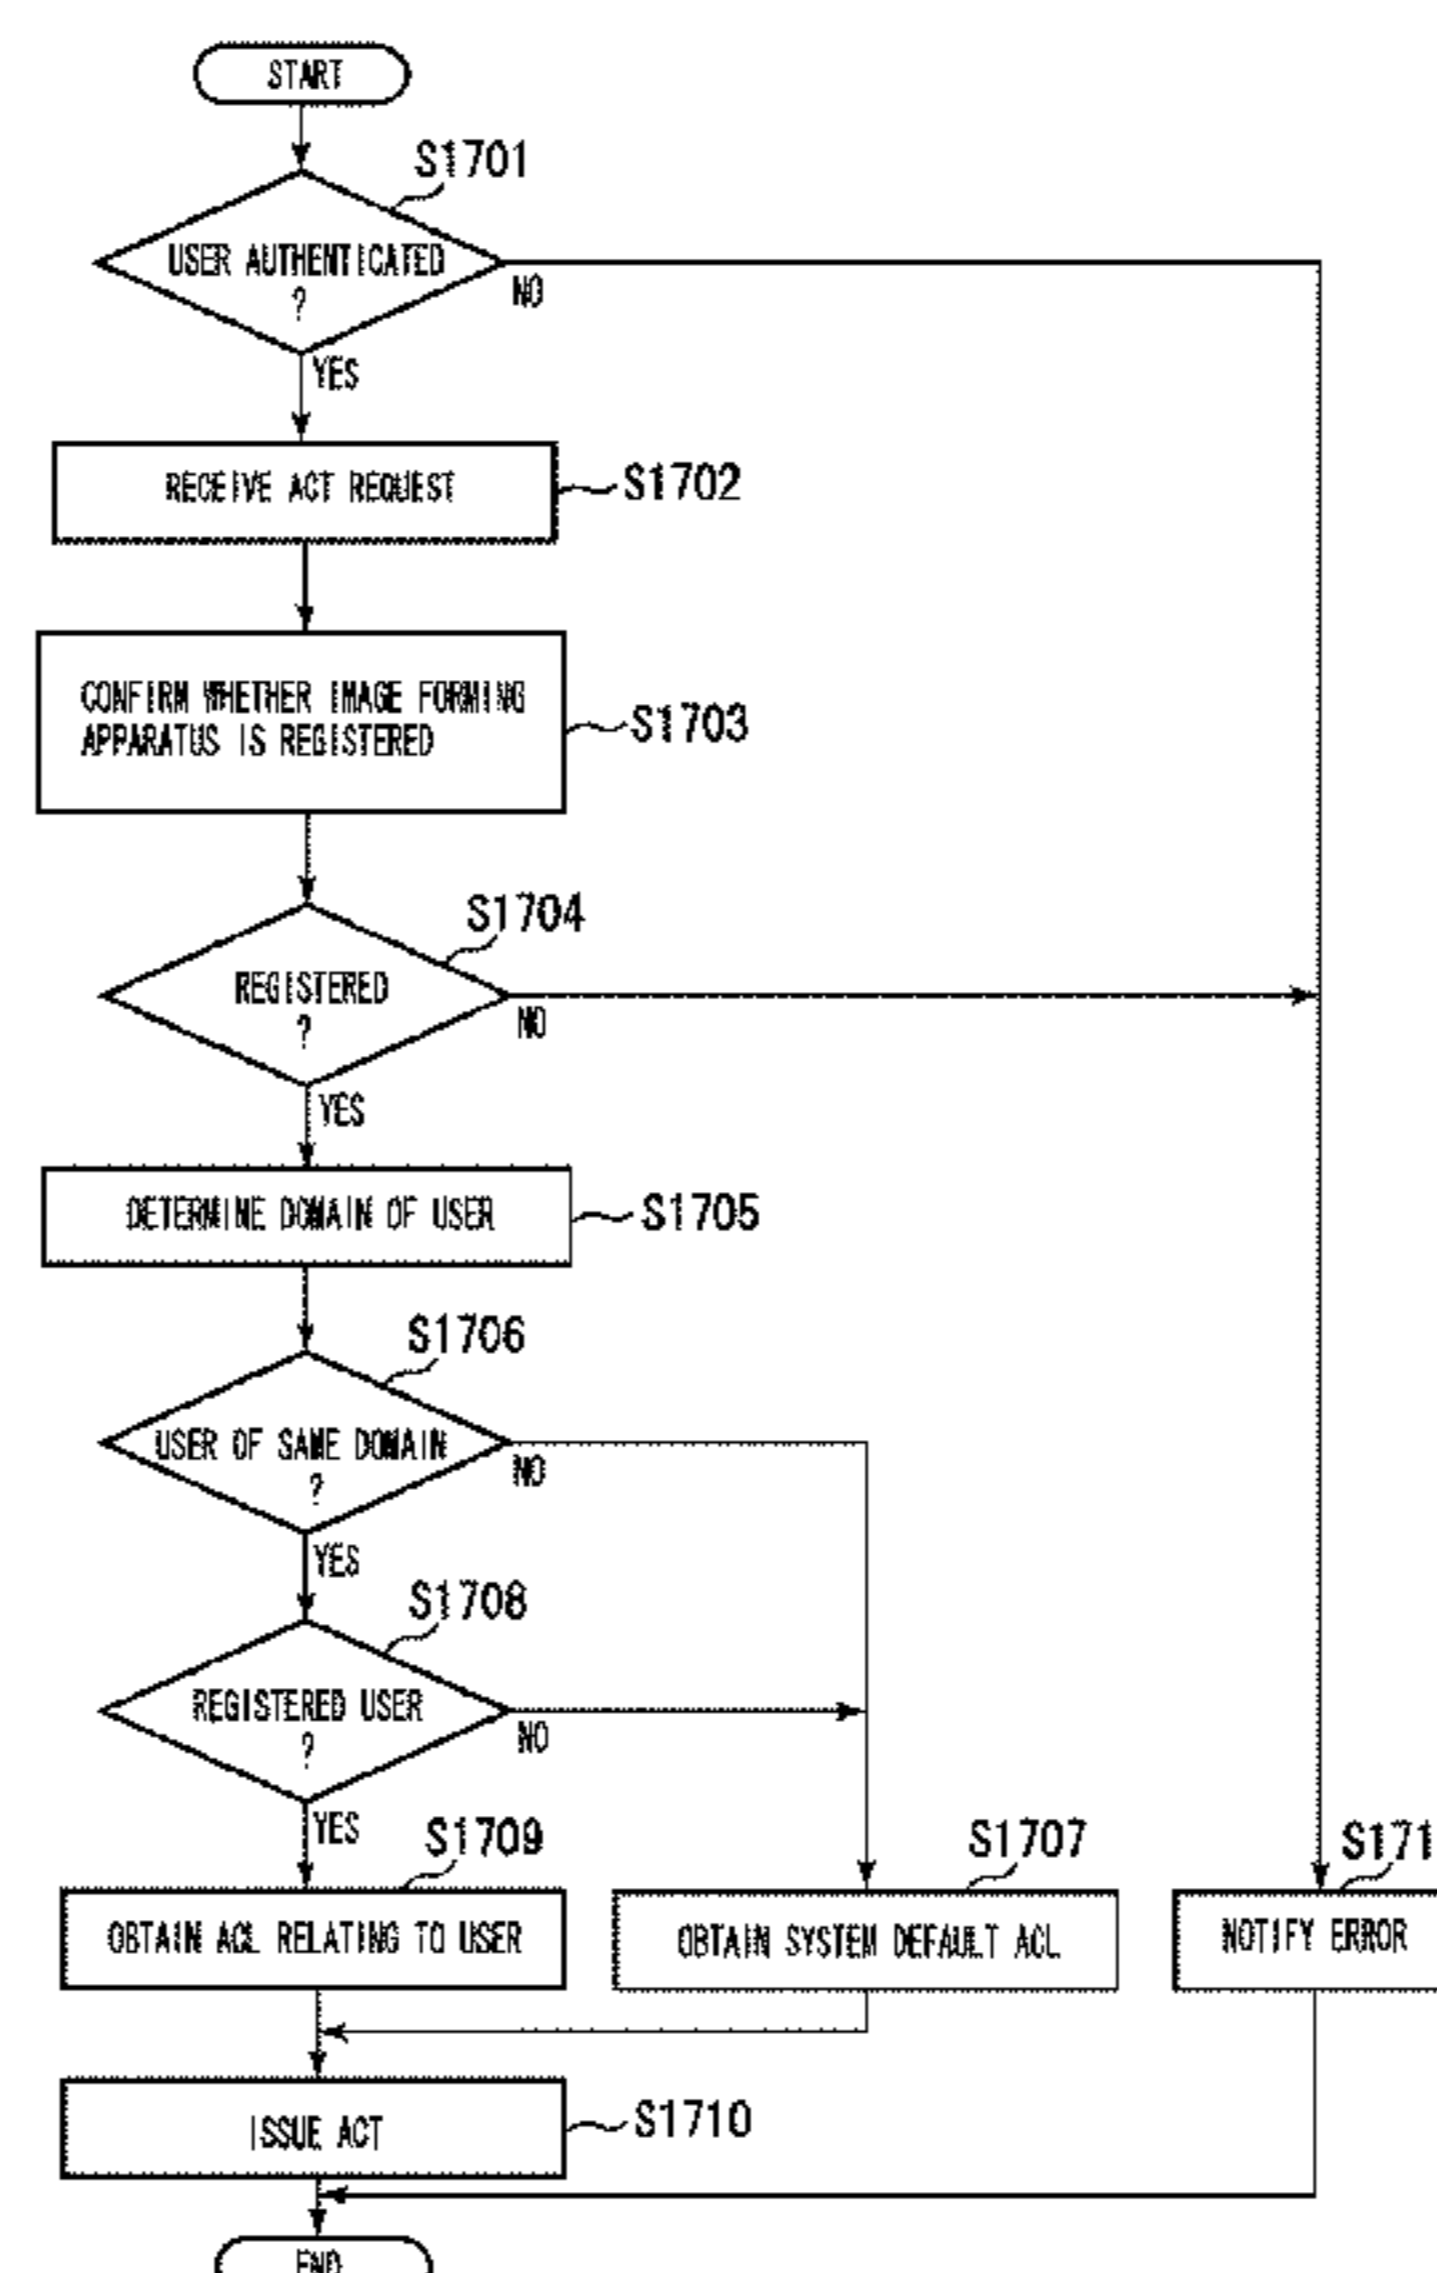 START
S1701
USER AUTHENTICATED
?
NO
YES
RECEIVE ACT REQUEST
S1702
CONFIRM WHETHER IMAGE FORMING
APPARATUS IS REGISTERED
S1703
S1704
REGISTERED
?
NO
YES
DETERMINE DOMAIN OF USER
S1705
S1706
USER OF SAME DOMAIN
?
NO
YES
S1708
REGISTERED USER
?
NO
YES
S1709
S1707
S171
OBTAIN ACL RELATING TO USER
OBTAIN SYSTEM DEFAULT ACL
NOTIFY ERROR
ISSUE ACT
S1710
END